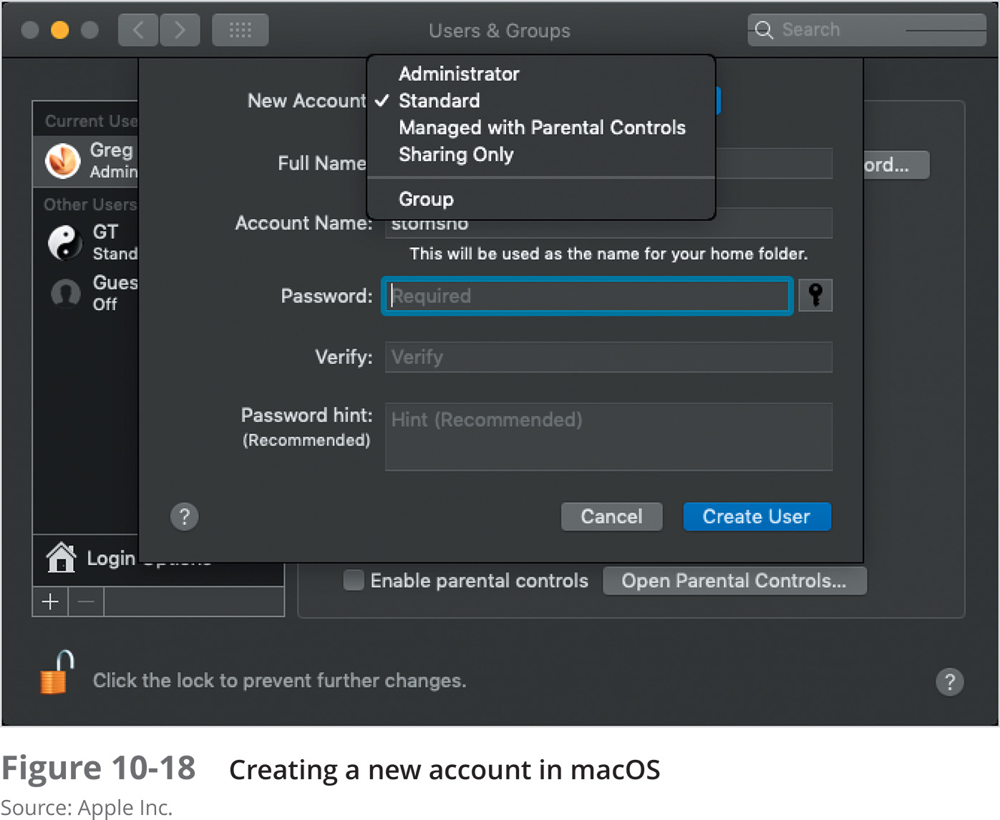 Users & Groups
Search
Administrator
New Account
✓ Standard
Managed with Parental Controls
Sharing Only
Group
Current Use
Greg
Admin
Full Name
ord...
Other Users
GT
Stand
Account Name: stomsho
This will be used as the name for your home folder.
Gues
Off
Password: Required
Verify: Verify
Password hint: Hint (Recommended)
(Recommended)
?
Cancel
Create User
Login Options
Enable parental controls
Open Parental Controls...
Click the lock to prevent further changes.
?
Figure 10-18 Creating a new account in macOS
Source: Apple Inc.